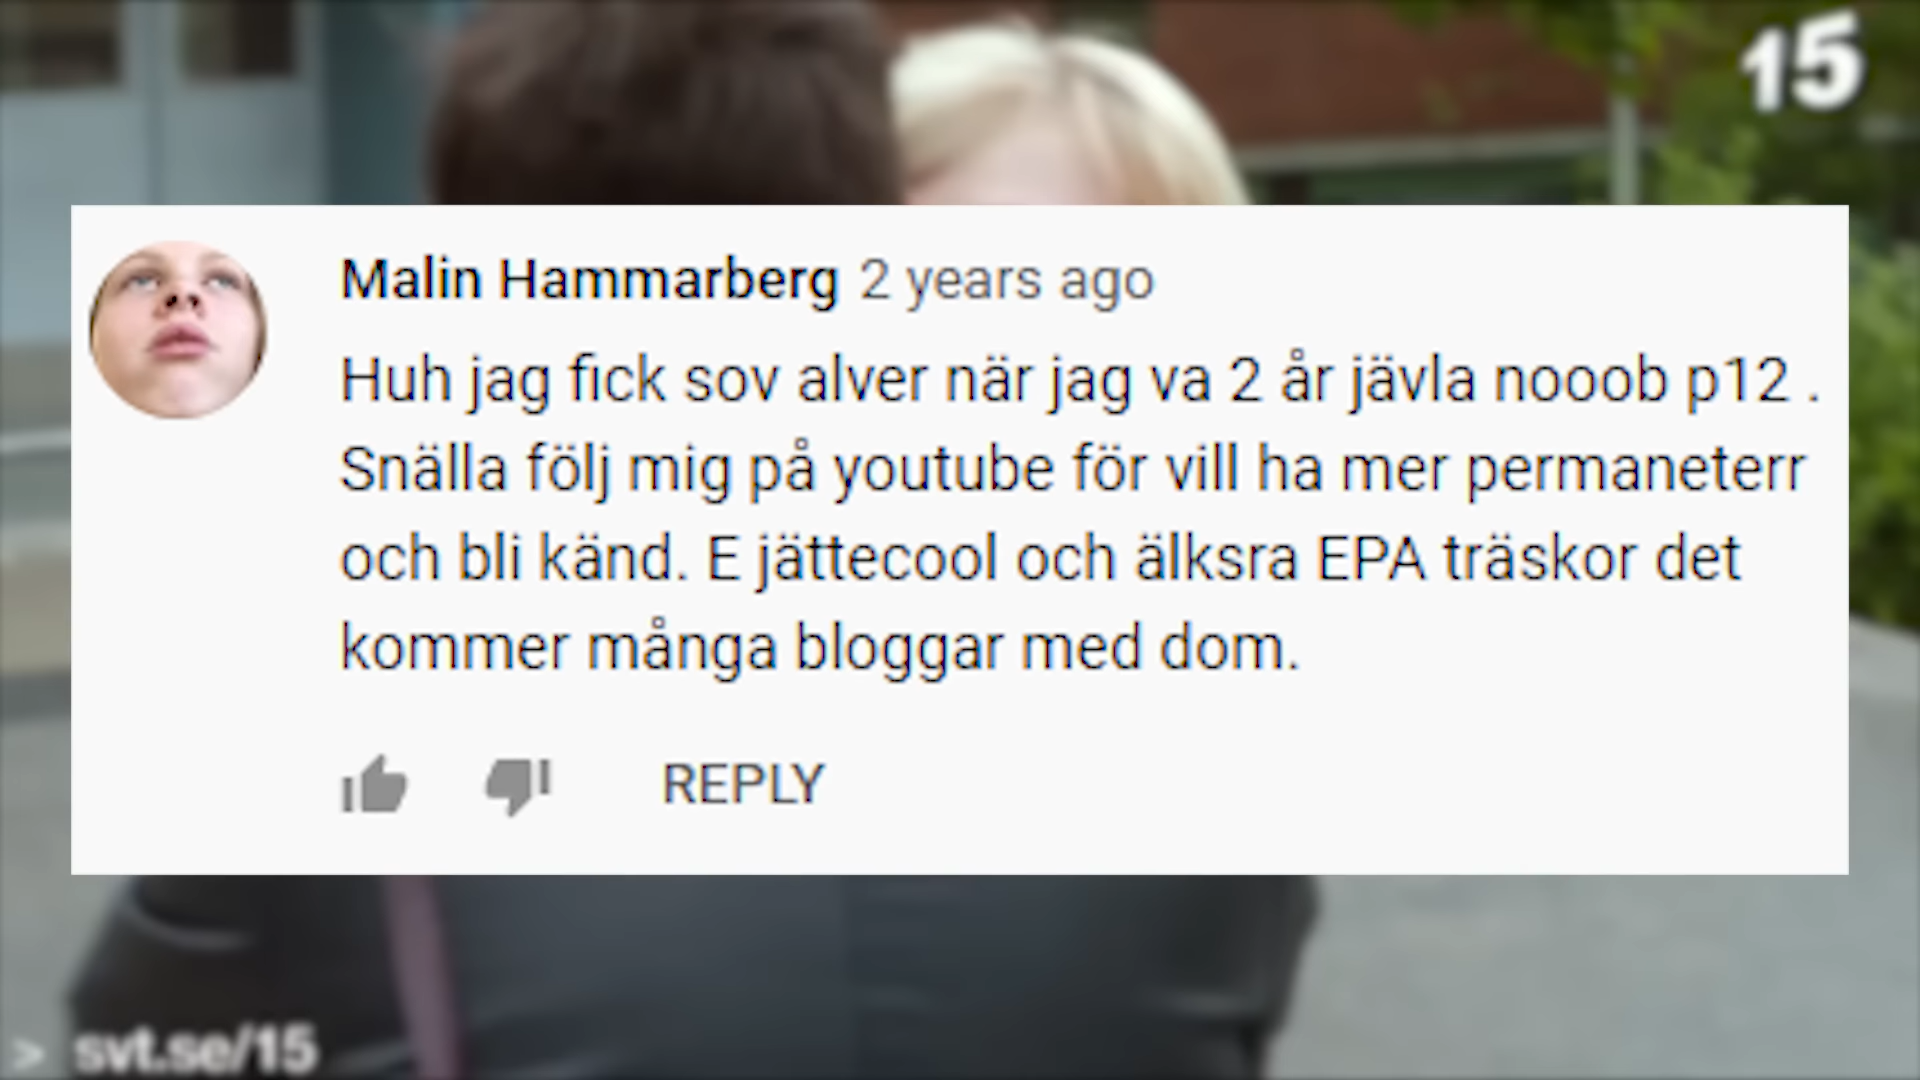 15
Malin Hammarberg 2 years ago
Huh jag fick sov alver när jag va 2 år jävla nooob p12 .
Snälla följ mig på youtube för vill ha mer permaneterr
och bli känd. E jättecool och älksra EPA träskor det
kommer många bloggar med dom.
REPLY
> svt.se/15